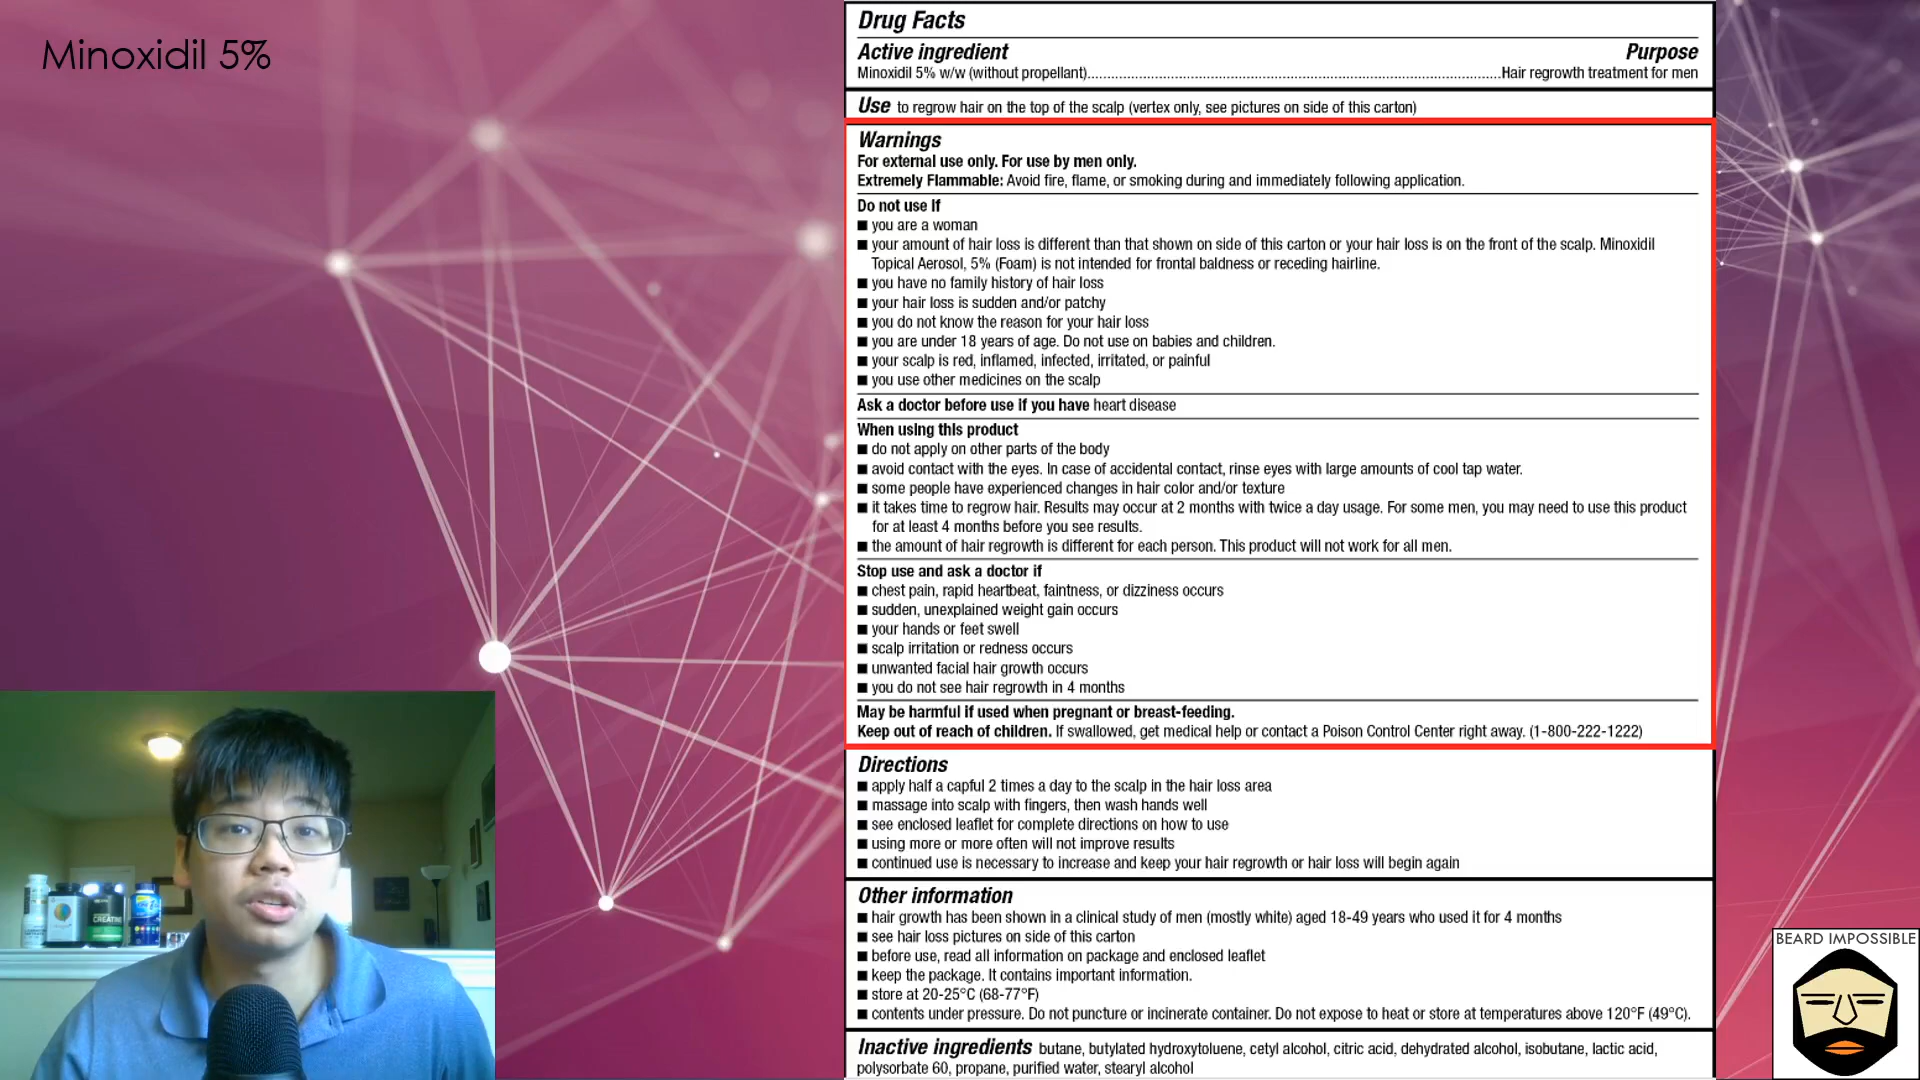 Minoxidil 5%
Drug Facts
Active ingredient Purpose
Minoxidil 5% w/w (without propellant)........................................................................................................Hair regrowth treatment for men
Use to regrow hair on the top of the scalp (vertex only, see pictures on side of this carton)
Warnings
For external use only. For use by men only.
Extremely Flammable: Avoid fire, flame, or smoking during and immediately following application.
Do not use if
■ you are a woman
■ your amount of hair loss is different than that shown on side of this carton or your hair loss is on the front of the scalp. Minoxidil
Topical Aerosol, 5% (Foam) is not intended for frontal baldness or receding hairline.
■ you have no family history of hair loss
■ your hair loss is sudden and/or patchy
■ you do not know the reason for your hair loss
■ you are under 18 years of age. Do not use on babies and children.
■ your scalp is red, inflamed, infected, irritated, or painful
■ you use other medicines on the scalp
Ask a doctor before use if you have heart disease
When using this product
■ do not apply on other parts of the body
■ avoid contact with the eyes. In case of accidental contact, rinse eyes with large amounts of cool tap water.
■ some people have experienced changes in hair color and/or texture
■ it takes time to regrow hair. Results may occur at 2 months with twice a day usage. For some men, you may need to use this product
for at least 4 months before you see results.
■ the amount of hair regrowth is different for each person. This product will not work for all men.
Stop use and ask a doctor if
■ chest pain, rapid heartbeat, faintness, or dizziness occurs
■ sudden, unexplained weight gain occurs
■ your hands or feet swell
■ scalp irritation or redness occurs
■ unwanted facial hair growth occurs
■ you do not see hair regrowth in 4 months
May be harmful if used when pregnant or breast-feeding.
Keep out of reach of children. If swallowed, get medical help or contact a Poison Control Center right away. (1-800-222-1222)
Directions
■ apply half a capful 2 times a day to the scalp in the hair loss area
■ massage into scalp with fingers, then wash hands well
■ see enclosed leaflet for complete directions on how to use
■ using more or more often will not improve results
■ continued use is necessary to increase and keep your hair regrowth or hair loss will begin again
Other information
■ hair growth has been shown in a clinical study of men (mostly white) aged 18-49 years who used it for 4 months
■ see hair loss pictures on side of this carton
■ before use, read all information on package and enclosed leaflet
■ keep the package. It contains important information.
■ store at 20-25°C (68-77°F)
■ contents under pressure. Do not puncture or incinerate container. Do not expose to heat or store at temperatures above 120°F (49°C).
Inactive ingredients butane, butylated hydroxytoluene, cetyl alcohol, citric acid, dehydrated alcohol, isobutane, lactic acid,
polysorbate 60, propane, purified water, stearyl alcohol
CREATINE
BEARD IMPOSSIBLE